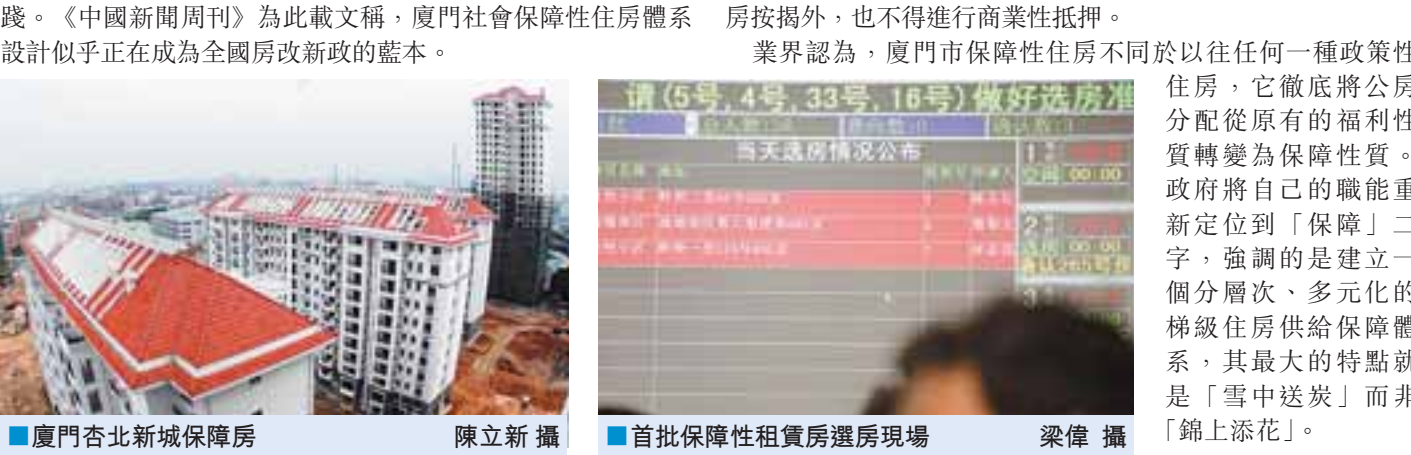 踐。《中國新聞周刊》為此載文稱，廈門社會保障性住房體系
設計似乎正在成為全國房改新政的藍本。
房按揭外，也不得進行商業性抵押。
業界認為，廈門市保障性住房不同於以往任何一種政策性
住房，它徹底將公房
分配從原有的福利性
質轉變為保障性質。
政府將自己的職能重
新定位到「保障」二
字，強調的是建立一
個分層次、多元化的
梯級住房供給保障體
系，其最大的特點就
是「雪中送炭」而非
「錦上添花」。
■廈門杏北新城保障房 陳立新 攝
请(5号,4号,33号,16号)做好选房准
当天选房情况公布
1
00:00
2
00:00
3
■首批保障性租賃房選房現場 梁偉 攝